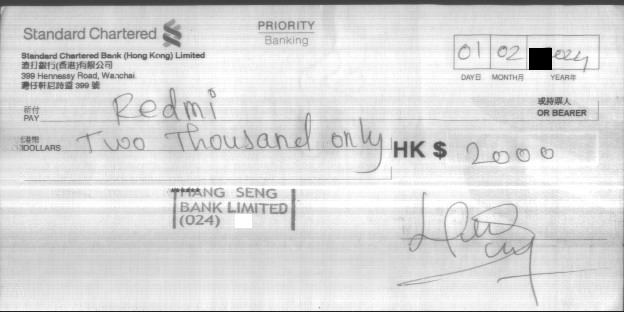 Standard Chartered
PRIORITY
Banking
Standard Chartered Bank (Hong Kong) Limited
渣打銀行(香港)有限公司
399 Hennessy Road, Wanchai
灣仔軒尼詩道 399 號
01 02 024
DAY日 MONTH月 YEAR年
祈付
PAY Redmi
或持票人
OR BEARER
港幣
DOLLARS Two Thousand only
HK $ 2000
HANG SENG
BANK LIMITED
(024)